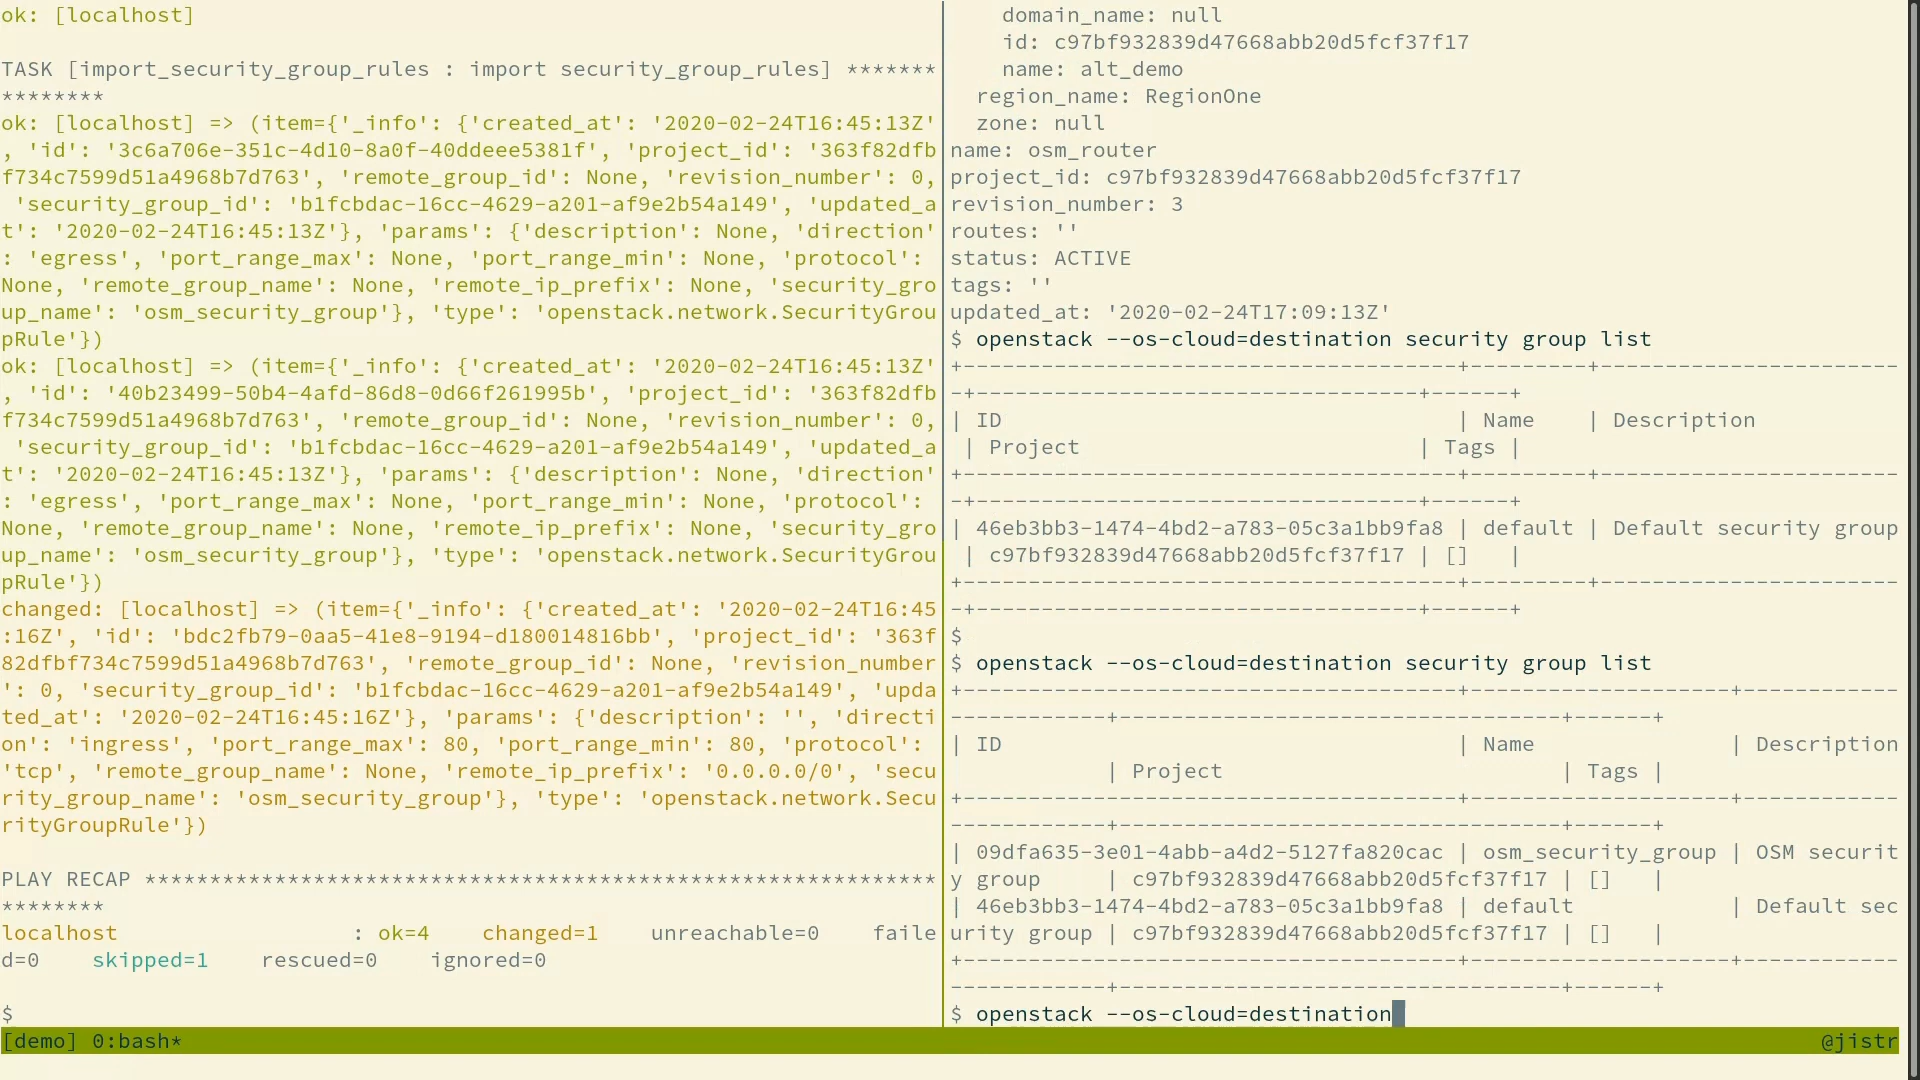 ok: [localhost]

TASK [import_security_group_rules : import security_group_rules] *******
********
ok: [localhost] => (item={'_info': {'created_at': '2020-02-24T16:45:13Z'
, 'id': '3c6a706e-351c-4d10-8a0f-40ddeee5381f', 'project_id': '363f82dfb
f734c7599d51a4968b7d763', 'remote_group_id': None, 'revision_number': 0,
 'security_group_id': 'b1fcbdac-16cc-4629-a201-af9e2b54a149', 'updated_a
t': '2020-02-24T16:45:13Z'}, 'params': {'description': None, 'direction'
: 'egress', 'port_range_max': None, 'port_range_min': None, 'protocol':
None, 'remote_group_name': None, 'remote_ip_prefix': None, 'security_gro
up_name': 'osm_security_group'}, 'type': 'openstack.network.SecurityGrou
pRule'})
ok: [localhost] => (item={'_info': {'created_at': '2020-02-24T16:45:13Z'
, 'id': '40b23499-50b4-4afd-86d8-0d66f261995b', 'project_id': '363f82dfb
f734c7599d51a4968b7d763', 'remote_group_id': None, 'revision_number': 0,
 'security_group_id': 'b1fcbdac-16cc-4629-a201-af9e2b54a149', 'updated_a
t': '2020-02-24T16:45:13Z'}, 'params': {'description': None, 'direction'
: 'egress', 'port_range_max': None, 'port_range_min': None, 'protocol':
None, 'remote_group_name': None, 'remote_ip_prefix': None, 'security_gro
up_name': 'osm_security_group'}, 'type': 'openstack.network.SecurityGrou
pRule'})
changed: [localhost] => (item={'_info': {'created_at': '2020-02-24T16:45
:16Z', 'id': 'bdc2fb79-0aa5-41e8-9194-d180014816bb', 'project_id': '363f
82dfbf734c7599d51a4968b7d763', 'remote_group_id': None, 'revision_number
': 0, 'security_group_id': 'b1fcbdac-16cc-4629-a201-af9e2b54a149', 'upda
ted_at': '2020-02-24T16:45:16Z'}, 'params': {'description': '', 'directi
on': 'ingress', 'port_range_max': 80, 'port_range_min': 80, 'protocol':
'tcp', 'remote_group_name': None, 'remote_ip_prefix': '0.0.0.0/0', 'secu
rity_group_name': 'osm_security_group'}, 'type': 'openstack.network.Secu
rityGroupRule'})

PLAY RECAP *************************************************************
********
localhost                  : ok=4    changed=1    unreachable=0    faile
d=0    skipped=1    rescued=0    ignored=0

$
    domain_name: null
    id: c97bf932839d47668abb20d5fcf37f17
    name: alt_demo
  region_name: RegionOne
  zone: null
name: osm_router
project_id: c97bf932839d47668abb20d5fcf37f17
revision_number: 3
routes: ''
status: ACTIVE
tags: ''
updated_at: '2020-02-24T17:09:13Z'
$ openstack --os-cloud=destination security group list
+--------------------------------------+---------+-----------------------
-+----------------------------------+------+
| ID                                   | Name    | Description
 | Project                          | Tags |
+--------------------------------------+---------+-----------------------
-+----------------------------------+------+
| 46eb3bb3-1474-4bd2-a783-05c3a1bb9fa8 | default | Default security group
 | c97bf932839d47668abb20d5fcf37f17 | []   |
+--------------------------------------+---------+-----------------------
-+----------------------------------+------+
$
$ openstack --os-cloud=destination security group list
+--------------------------------------+--------------------+------------
------------+----------------------------------+------+
| ID                                   | Name               | Description
            | Project                          | Tags |
+--------------------------------------+--------------------+------------
------------+----------------------------------+------+
| 09dfa635-3e01-4abb-a4d2-5127fa820cac | osm_security_group | OSM securit
y group     | c97bf932839d47668abb20d5fcf37f17 | []   |
| 46eb3bb3-1474-4bd2-a783-05c3a1bb9fa8 | default            | Default sec
urity group | c97bf932839d47668abb20d5fcf37f17 | []   |
+--------------------------------------+--------------------+------------
------------+----------------------------------+------+
$ openstack --os-cloud=destination
[demo] 0:bash*                                                  @jistr